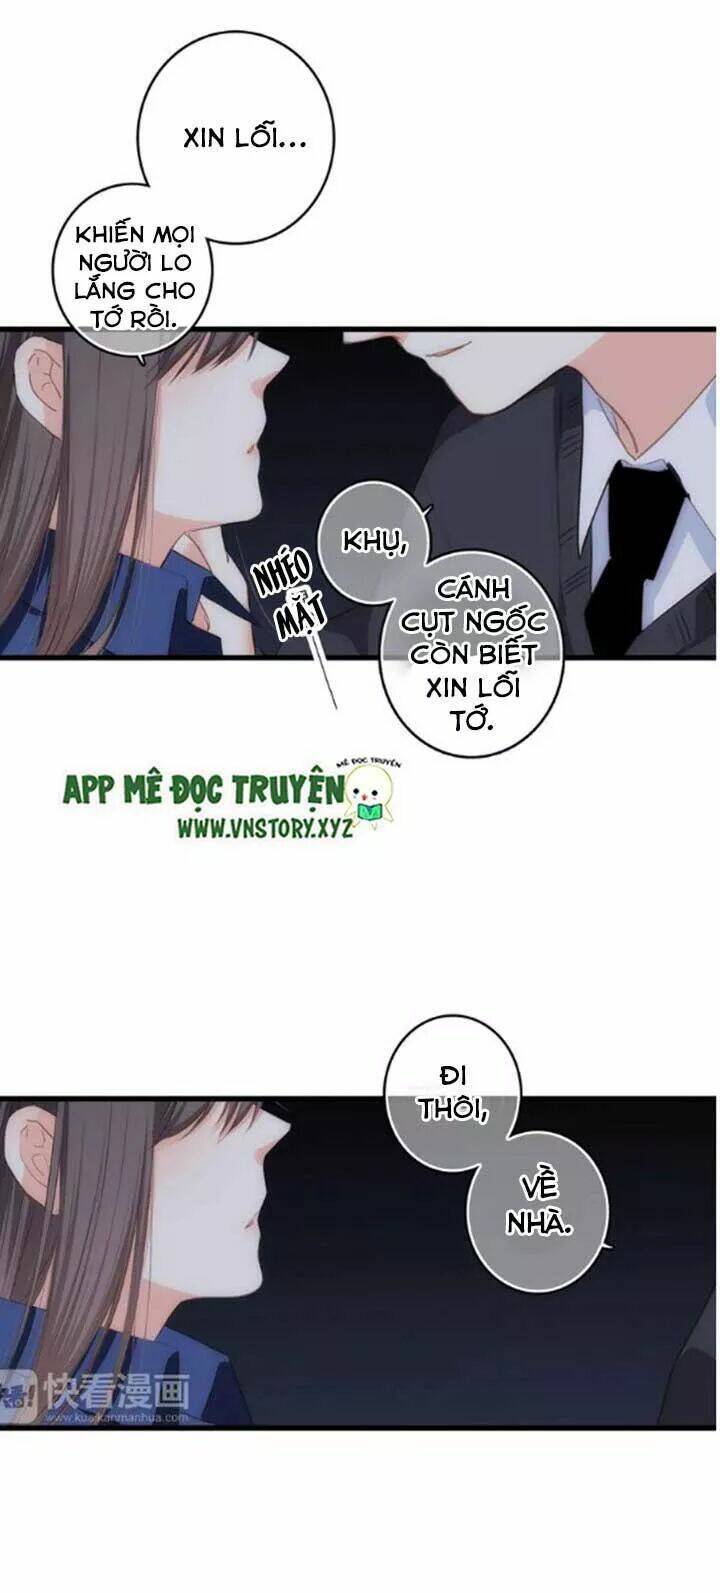 XIN LỖI...
KHIẾN MỌI
NGƯỜI LO
LẮNG CHO
TỚ RỒI.
KHỤ,
NHÉO
MẶT
CÁNH
CỤT NGỐC
CÒN BIẾT
XIN LỖI
TỚ.
MÊ ĐỌC TRUYỆN
APP MÊ ĐỌC TRUYỆN
WWW.VNSTORY.XYZ
ĐI
THÔI,
VỀ
NHÀ.
快看漫画
www.kuaikanmanhua.com